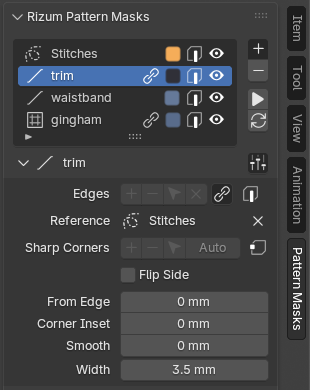 Rizum Pattern Masks
Stitches
trim
waistband
gingham
trim
Edges
Reference Stitches
Sharp Corners Auto
Flip Side
From Edge 0 mm
Corner Inset 0 mm
Smooth 0 mm
Width 3.5 mm
Item
Tool
View
Animation
Pattern Masks